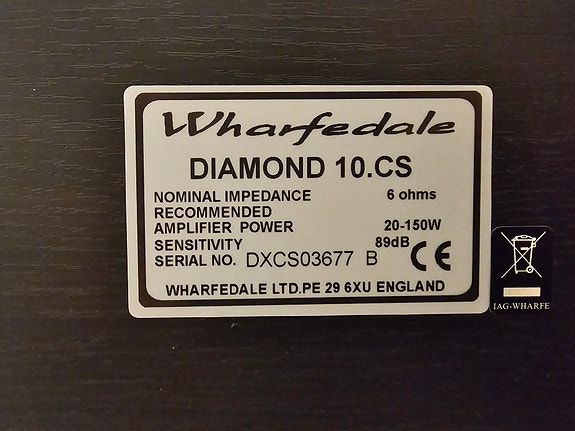 Wharfedale
DIAMOND 10.CS
NOMINAL IMPEDANCE 6 ohms
RECOMMENDED
AMPLIFIER POWER 20-150W
SENSITIVITY 89dB
SERIAL NO. DXCS03677 B CE
WHARFEDALE LTD.PE 29 6XU ENGLAND
IAG-WHARFE